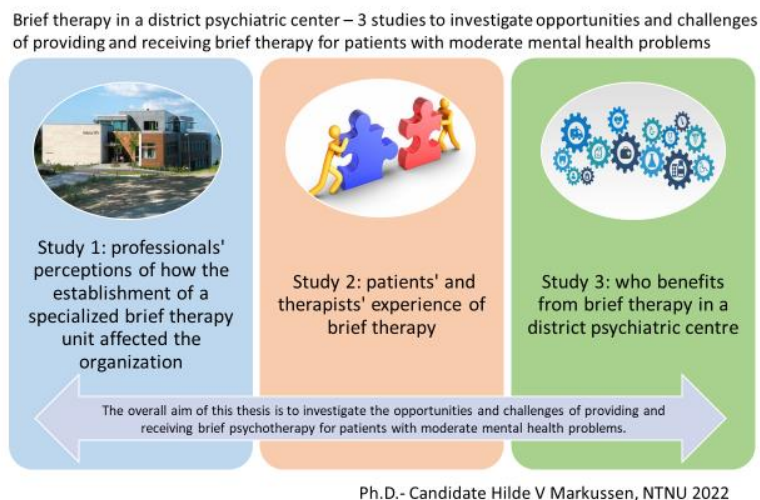 Brief therapy in a district psychiatric center – 3 studies to investigate opportunities and challenges
of providing and receiving brief therapy for patients with moderate mental health problems
Study 1: professionals'
perceptions of how the
establishment of a
specialized brief therapy
unit affected the
organization
Study 2: patients' and
therapists' experience of
brief therapy
Study 3: who benefits
from brief therapy in a
district psychiatric centre
The overall aim of this thesis is to investigate the opportunities and challenges of providing and
receiving brief psychotherapy for patients with moderate mental health problems.
Ph.D.- Candidate Hilde V Markussen, NTNU 2022